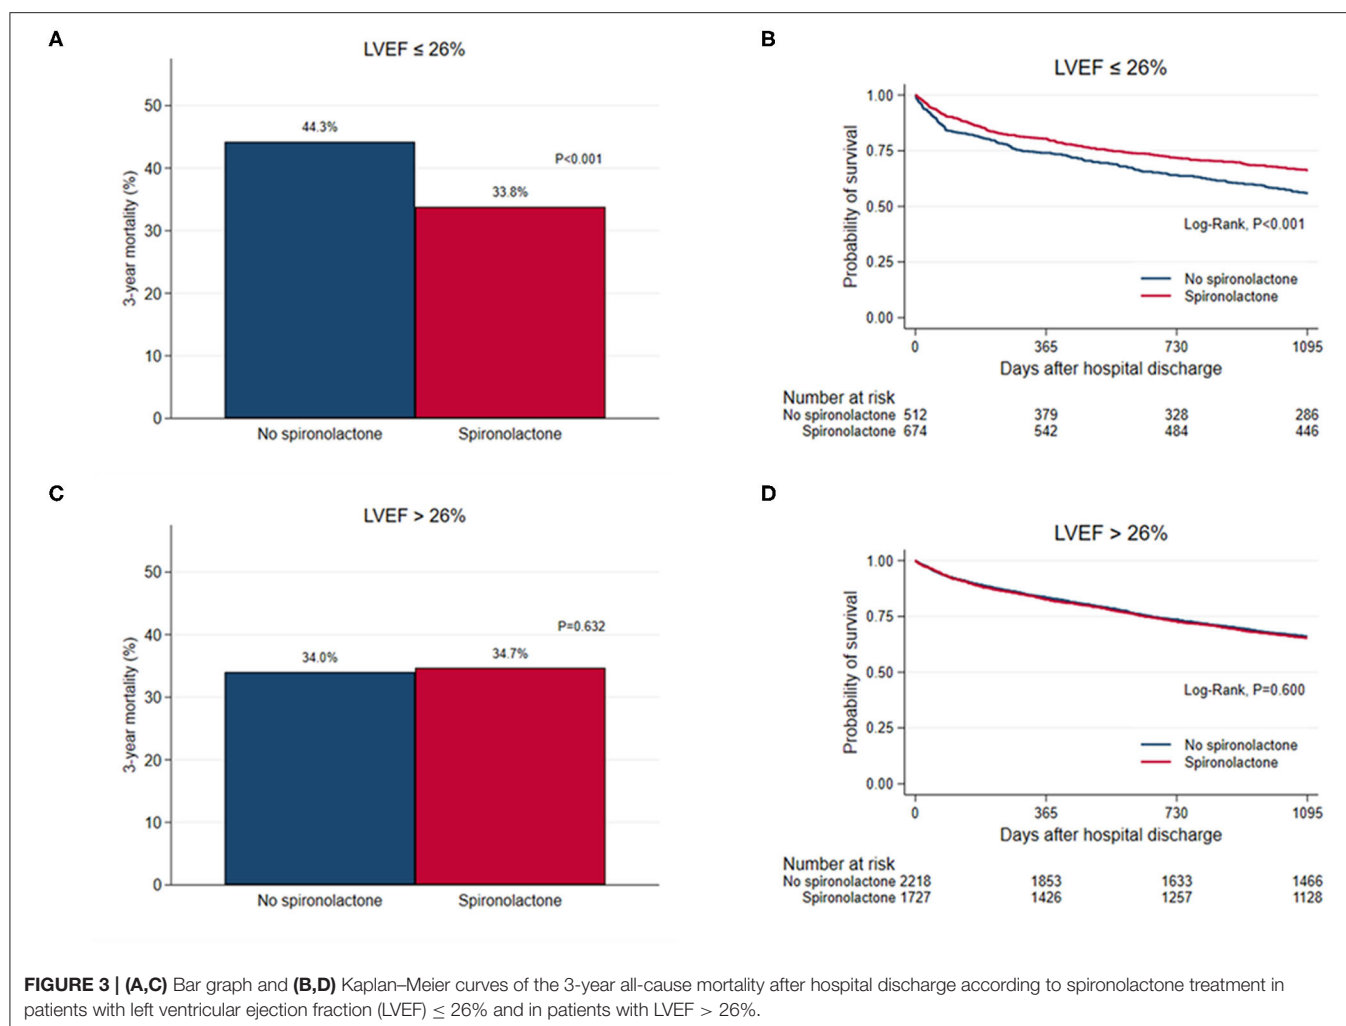 A
LVEF ≤ 26%
50
40
30
20
10
0
3-year mortality (%)
44.3%
P<0.001
33.8%
No spironolactone
Spironolactone
B
LVEF ≤ 26%
1.00
0.75
0.50
0.25
0.00
Probability of survival
Log-Rank, P<0.001
No spironolactone
Spironolactone
0 365 730 1095
Days after hospital discharge
Number at risk
No spironolactone 512 379 328 286
Spironolactone 674 542 484 446
C
LVEF > 26%
50
40
30
20
10
0
3-year mortality (%)
P=0.632
34.0%
34.7%
No spironolactone
Spironolactone
D
LVEF > 26%
1.00
0.75
0.50
0.25
0.00
Probability of survival
Log-Rank, P=0.600
No spironolactone
Spironolactone
0 365 730 1095
Days after hospital discharge
Number at risk
No spironolactone 2218 1853 1633 1466
Spironolactone 1727 1426 1257 1128
FIGURE 3 | (A,C) Bar graph and (B,D) Kaplan–Meier curves of the 3-year all-cause mortality after hospital discharge according to spironolactone treatment in
patients with left ventricular ejection fraction (LVEF) ≤ 26% and in patients with LVEF > 26%.